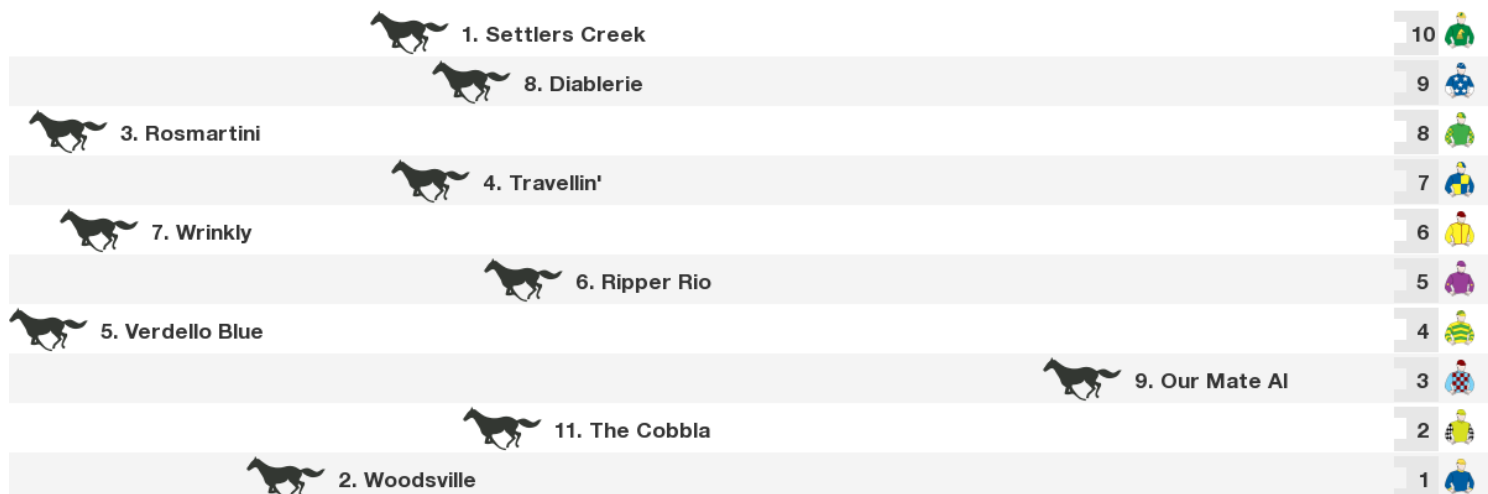 1. Settlers Creek 10
8. Diablerie 9
3. Rosmartini 8
4. Travellin' 7
7. Wrinkly 6
6. Ripper Rio 5
5. Verdello Blue 4
9. Our Mate Al 3
11. The Cobbla 2
2. Woodsville 1